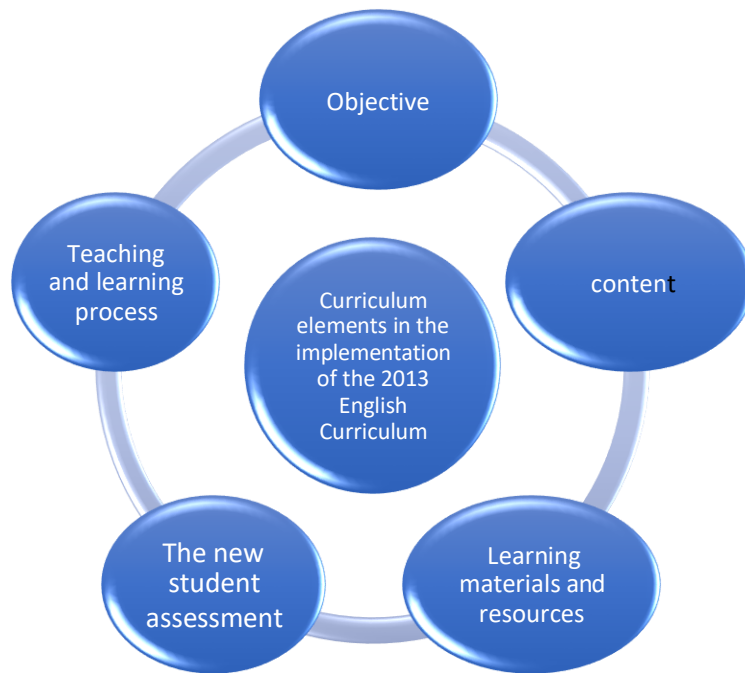 Objective
content
Learning
materials and
resources
The new
student
assessment
Teaching
and learning
process
Curriculum
elements in the
implementation
of the 2013
English
Curriculum